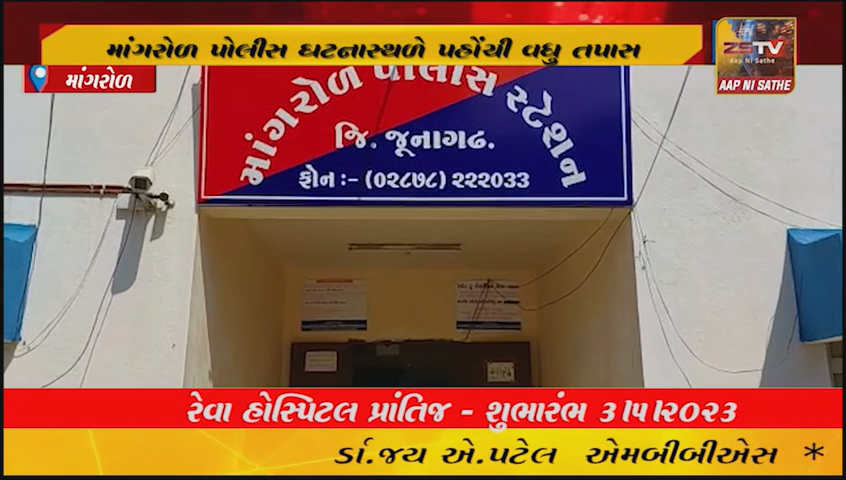 માંગરોળ પોલીસ ઘટનાસ્થળે પહોંચી વધુ તપાસ
ZSTV
Aap Ni Sathe
AAP NI SATHE
માંગરોળ
માંગરોળ પોલીસ સ્ટેશન
જિ. જૂનાગઢ.
ફોન :- (૦૨૮૭૮) ૨૨૨૦૩૩
રેવા હોસ્પિટલ પ્રાંતિજ - શુભારંભ ૩|૫|૨૦૨૩
ર્ડા.જય એ.પટેલ એમબીબીએસ *